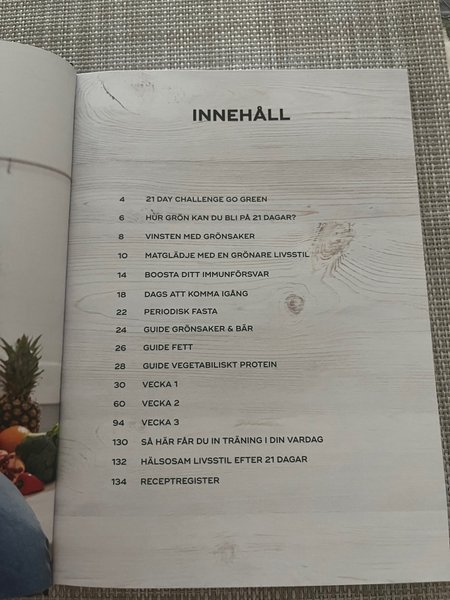 INNEHÅLL
4 21 DAY CHALLENGE GO GREEN
6 HUR GRÖN KAN DU BLI PÅ 21 DAGAR?
8 VINSTEN MED GRÖNSAKER
10 MATGLÄDJE MED EN GRÖNARE LIVSSTIL
14 BOOSTA DITT IMMUNFÖRSVAR
18 DAGS ATT KOMMA IGÅNG
22 PERIODISK FASTA
24 GUIDE GRÖNSAKER & BÄR
26 GUIDE FETT
28 GUIDE VEGETABILISKT PROTEIN
30 VECKA 1
60 VECKA 2
94 VECKA 3
130 SÅ HÄR FÅR DU IN TRÄNING I DIN VARDAG
132 HÄLSOSAM LIVSSTIL EFTER 21 DAGAR
134 RECEPTREGISTER